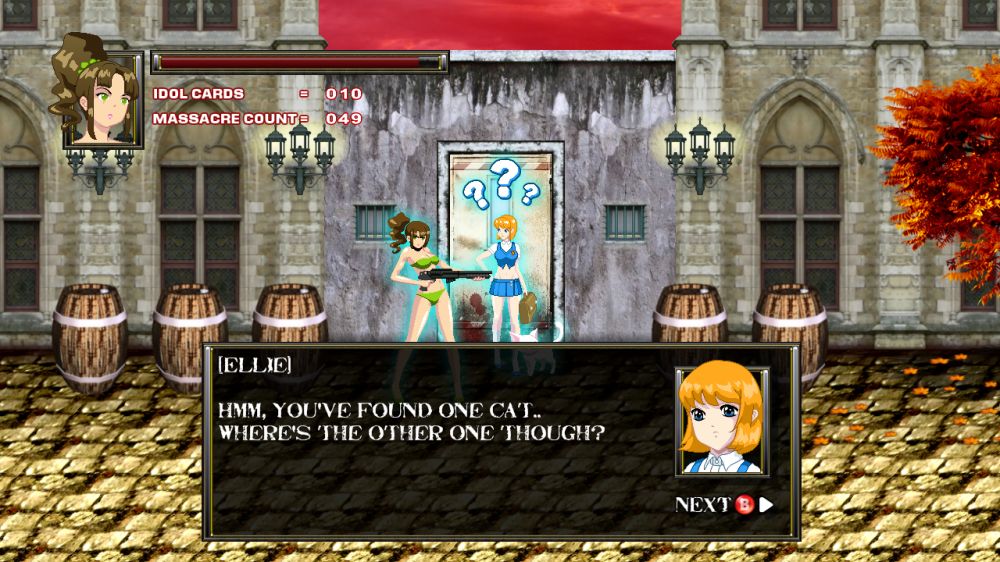 IDOL CARDS = 010
MASSACRE COUNT = 049
? ? ?
[ELLIE]
HMM, YOU'VE FOUND ONE CAT..
WHERE'S THE OTHER ONE THOUGH?
NEXT B